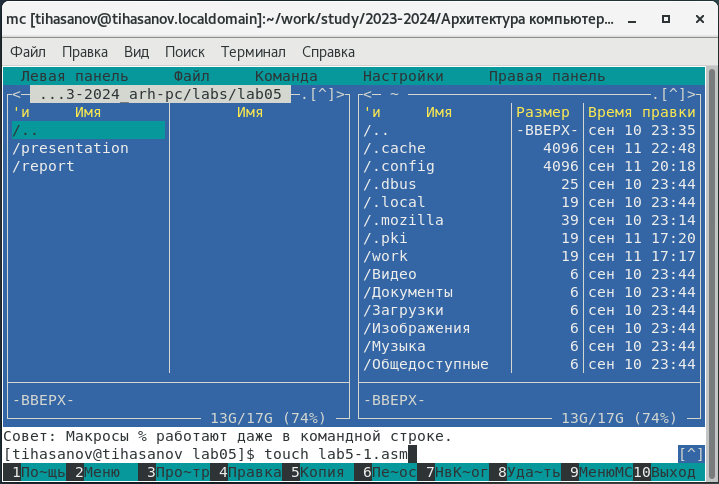 mc [tihasanov@tihasanov.localdomain]:~/work/study/2023-2024/Архитектура компьютер...
Файл Правка Вид Поиск Терминал Справка
Левая панель Файл Команда Настройки Правая панель
<─ ...3-2024_arh-pc/labs/lab05 .[^]> <─ ~ .[^]>
'и Имя Имя 'и Имя Размер Время правки
/.. /.. -ВВЕРХ- сен 10 23:35
/presentation /.cache 4096 сен 11 22:48
/report /.config 4096 сен 11 20:18
/.dbus 25 сен 10 23:44
/.local 19 сен 10 23:44
/.mozilla 39 сен 10 23:14
/.pki 19 сен 11 17:20
/work 19 сен 11 17:17
/Видео 6 сен 10 23:44
/Документы 6 сен 10 23:44
/Загрузки 6 сен 10 23:44
/Изображения 6 сен 10 23:44
/Музыка 6 сен 10 23:44
/Общедоступные 6 сен 10 23:44
-ВВЕРХ- -ВВЕРХ-
13G/17G (74%) 13G/17G (74%)
Совет: Макросы % работают даже в командной строке.
[tihasanov@tihasanov lab05]$ touch lab5-1.asm [^]
1По~щь 2Меню 3Про~тр 4Правка 5Копия 6Пе~ос 7НвК~ог 8Уда~ть 9МенюMC 10Выход